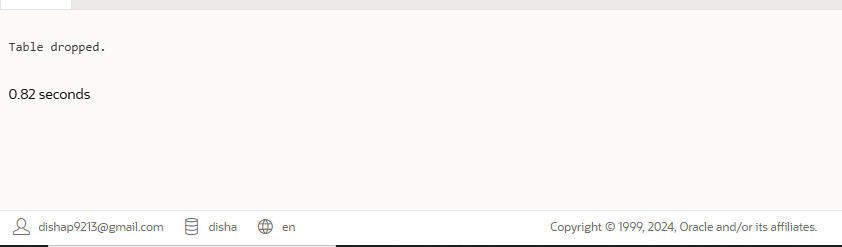 Table dropped.
0.82 seconds
dishap9213@gmail.com disha en Copyright © 1999, 2024, Oracle and/or its affiliates.